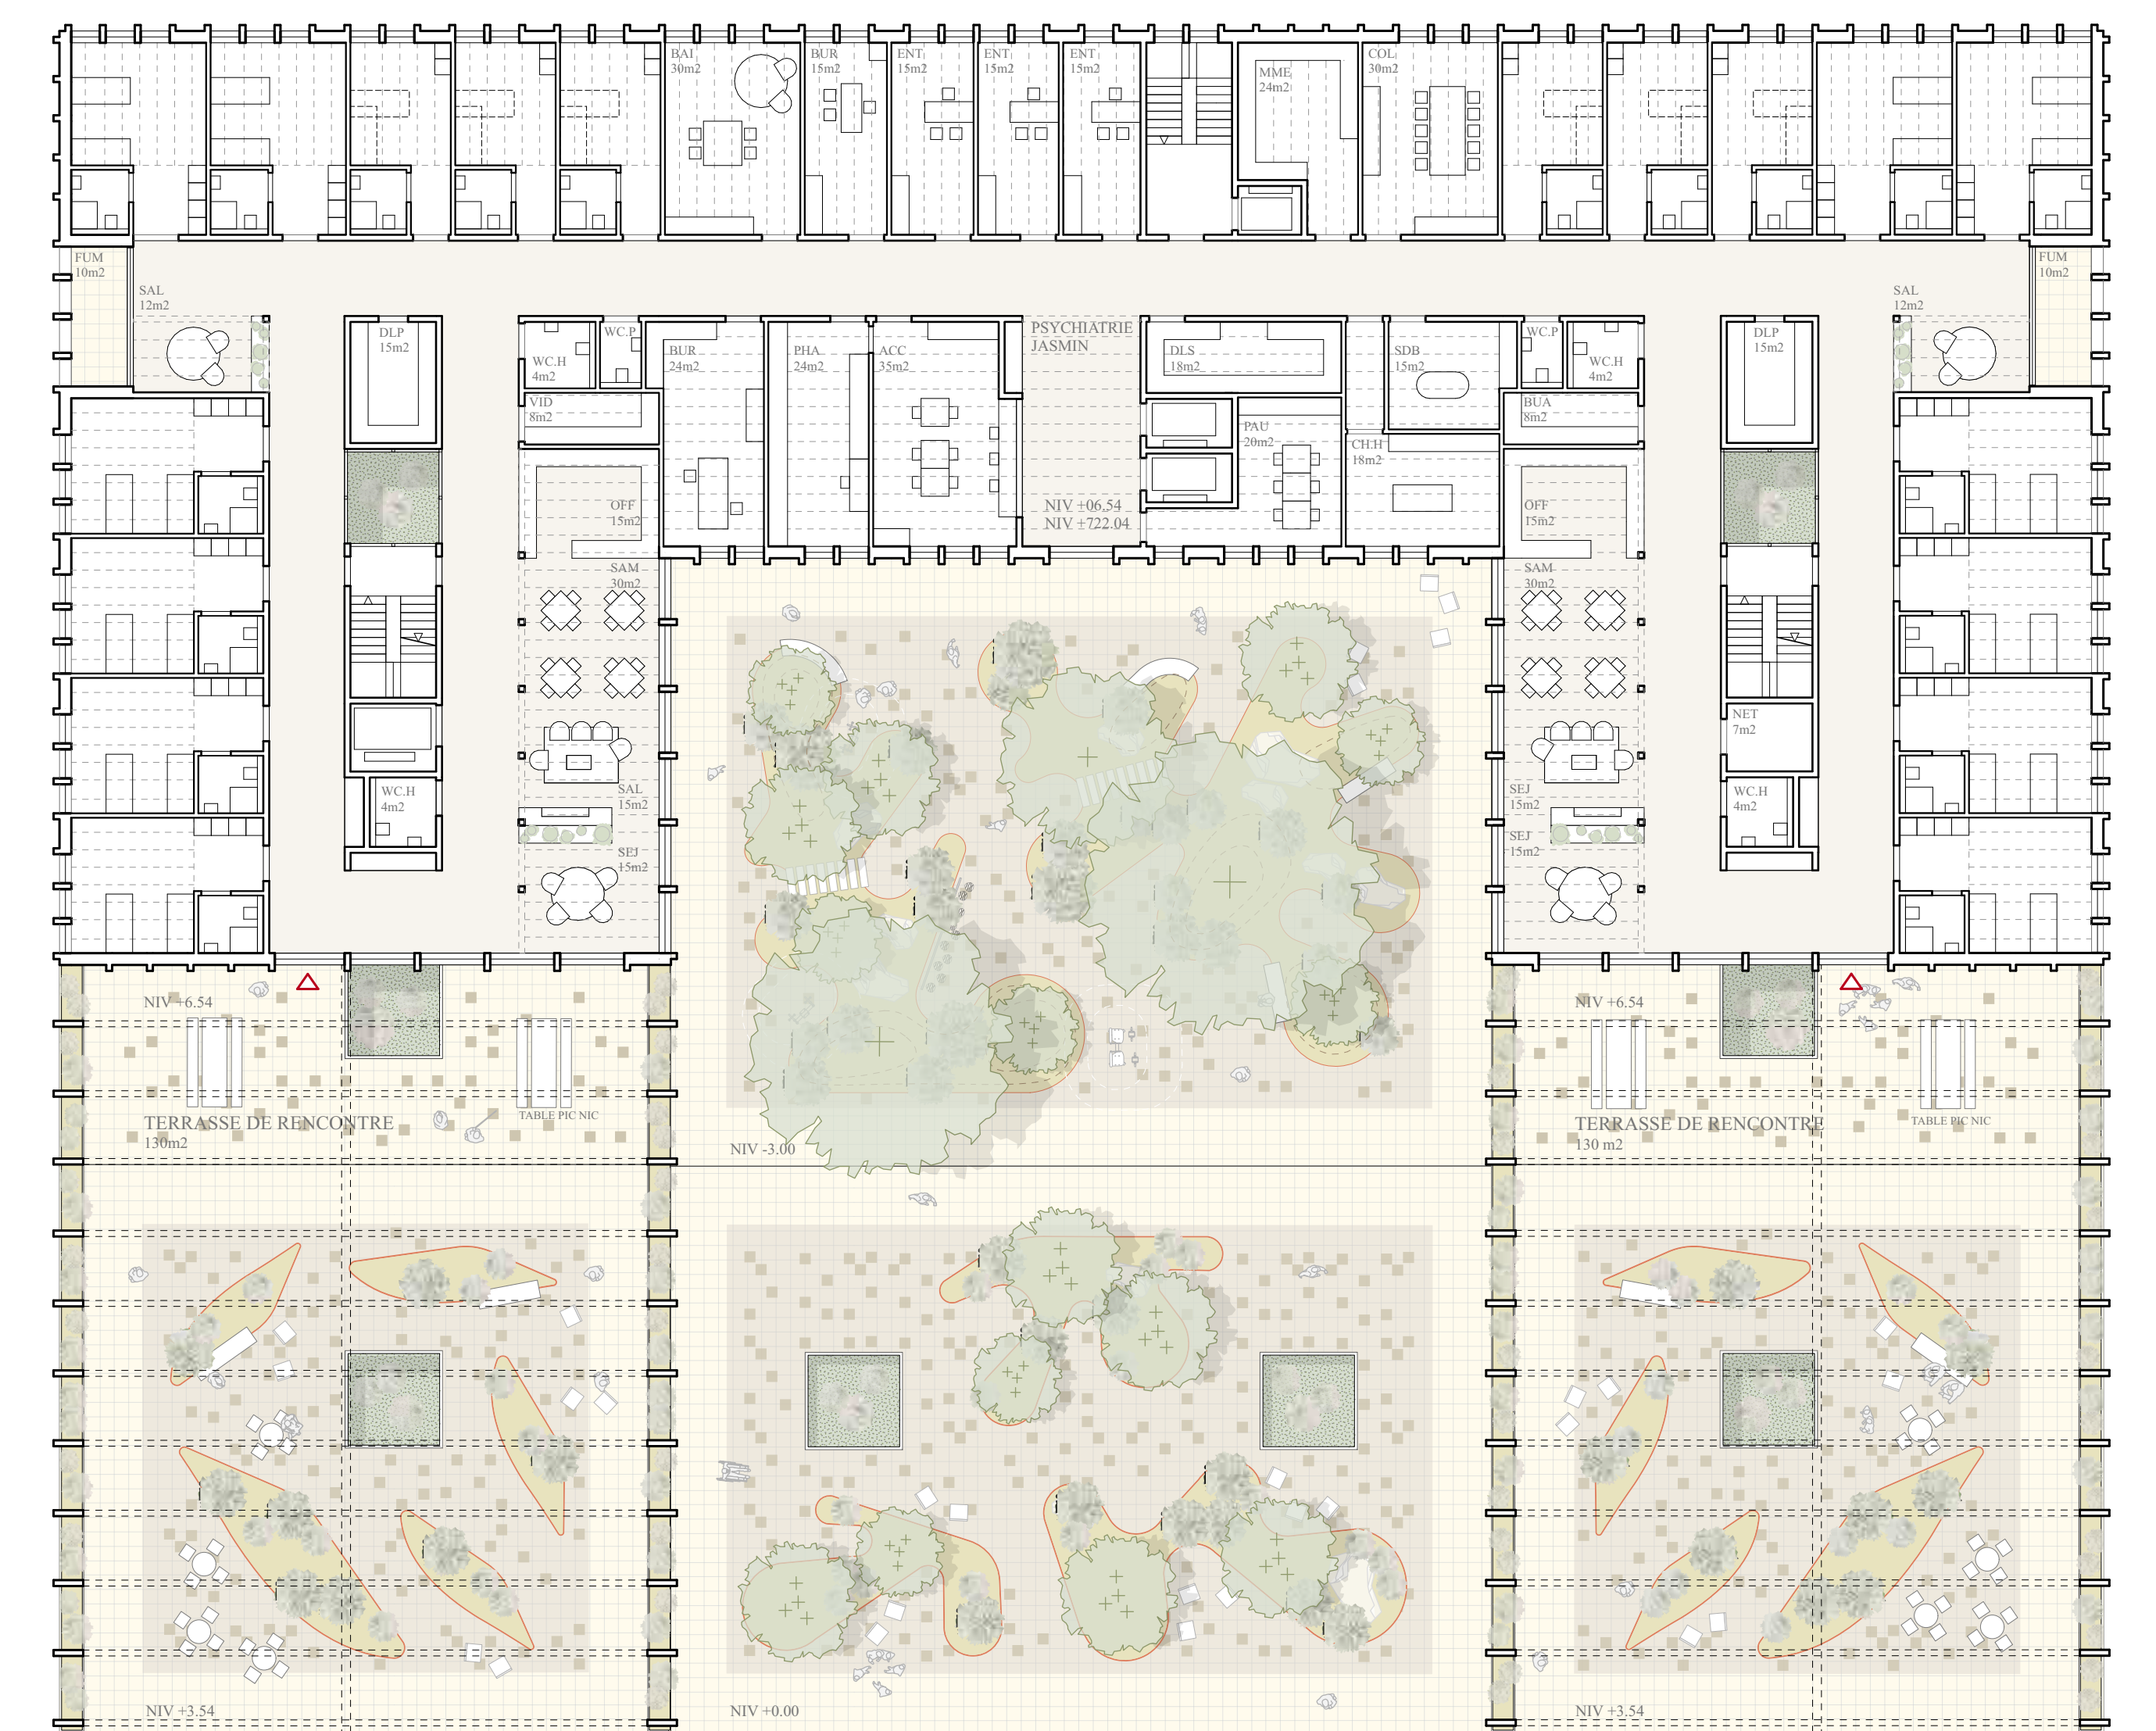 BAI
30m2
BUR
15m2
ENT
15m2
ENT
15m2
ENT
15m2
MME
24m2
COL
30m2
FUM
10m2
SAL
12m2
FUM
10m2
SAL
12m2
DLP
15m2
WC.H
4m2
WC.P
BUR
24m2
PHA
24m2
ACC
35m2
PSYCHIATRIE
JASMIN
DLS
18m2
SDB
15m2
WC.P
WC.H
4m2
DLP
15m2
VID
8m2
PAU
20m2
CH.H
18m2
BUA
8m2
OFF
15m2
NIV +06.54
NIV ±722.04
OFF
15m2
SAM
30m2
SAM
30m2
NET
7m2
WC.H
4m2
SAL
15m2
SEJ
15m2
WC.H
4m2
SEJ
15m2
SEJ
15m2
NIV +6.54
NIV +6.54
TABLE PIC NIC
TERRASSE DE RENCONTRE
130m2
TABLE PIC NIC
TERRASSE DE RENCONTRE
130 m2
NIV -3.00
NIV +3.54
NIV +0.00
NIV +3.54